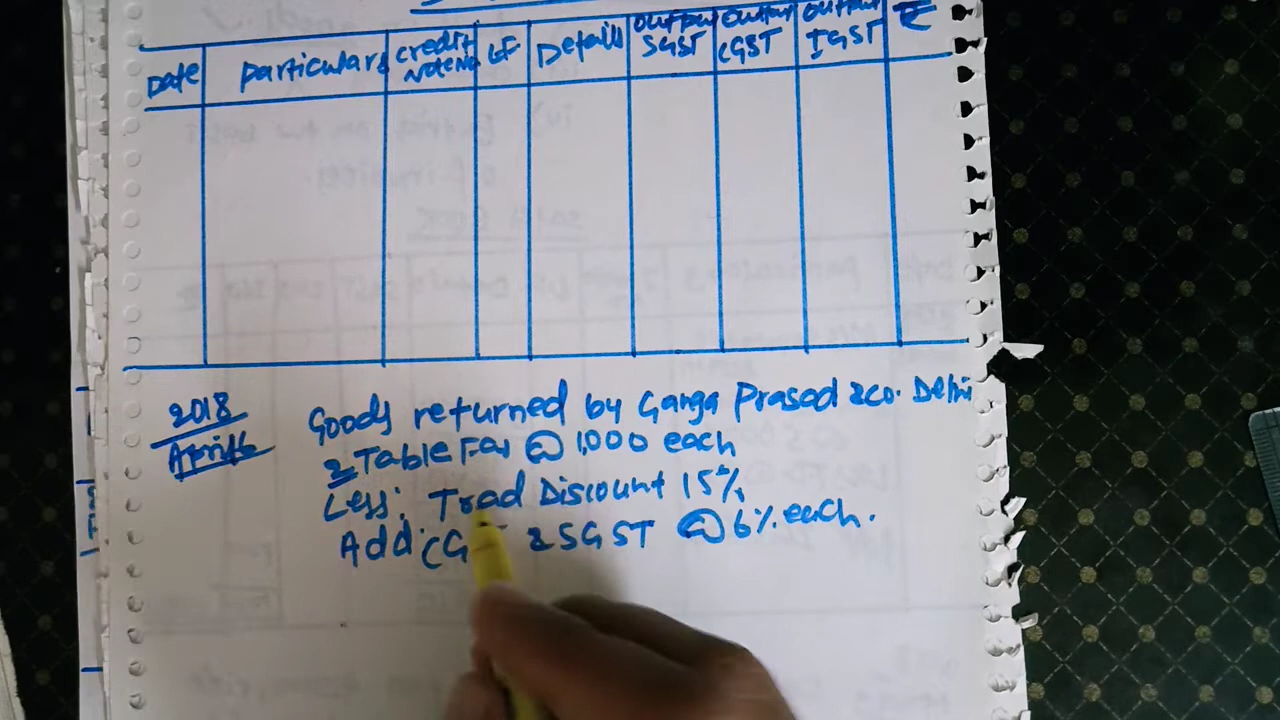 Date Particulars Credit Note No LF Details Output SGST Output CGST Output IGST ₹
2018
April
Goods returned by Ganga Prasad & co. Delhi
2 Table Fan @ 1,000 each
Less: Trad Discount 15%
Add: CGST & SGST @ 6% each.